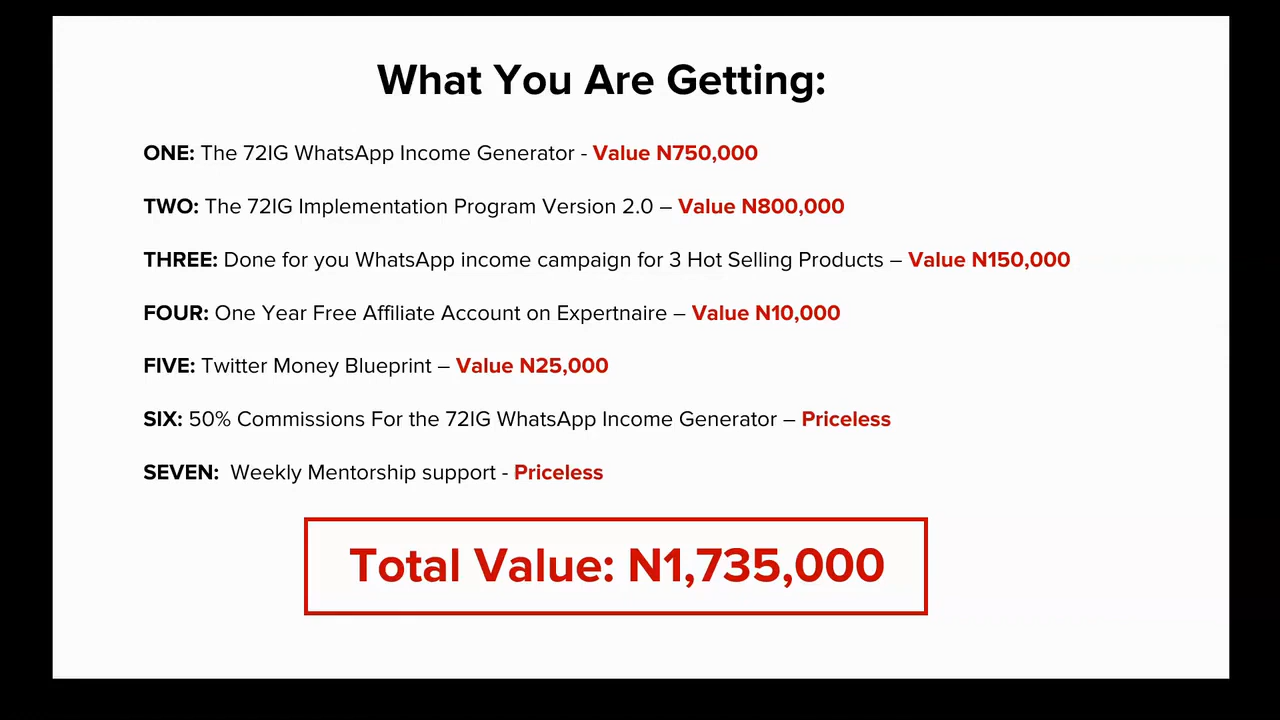 What You Are Getting:
ONE: The 72IG WhatsApp Income Generator - Value N750,000
TWO: The 72IG Implementation Program Version 2.0 – Value N800,000
THREE: Done for you WhatsApp income campaign for 3 Hot Selling Products – Value N150,000
FOUR: One Year Free Affiliate Account on Expertnaire – Value N10,000
FIVE: Twitter Money Blueprint – Value N25,000
SIX: 50% Commissions For the 72IG WhatsApp Income Generator – Priceless
SEVEN: Weekly Mentorship support - Priceless
Total Value: N1,735,000